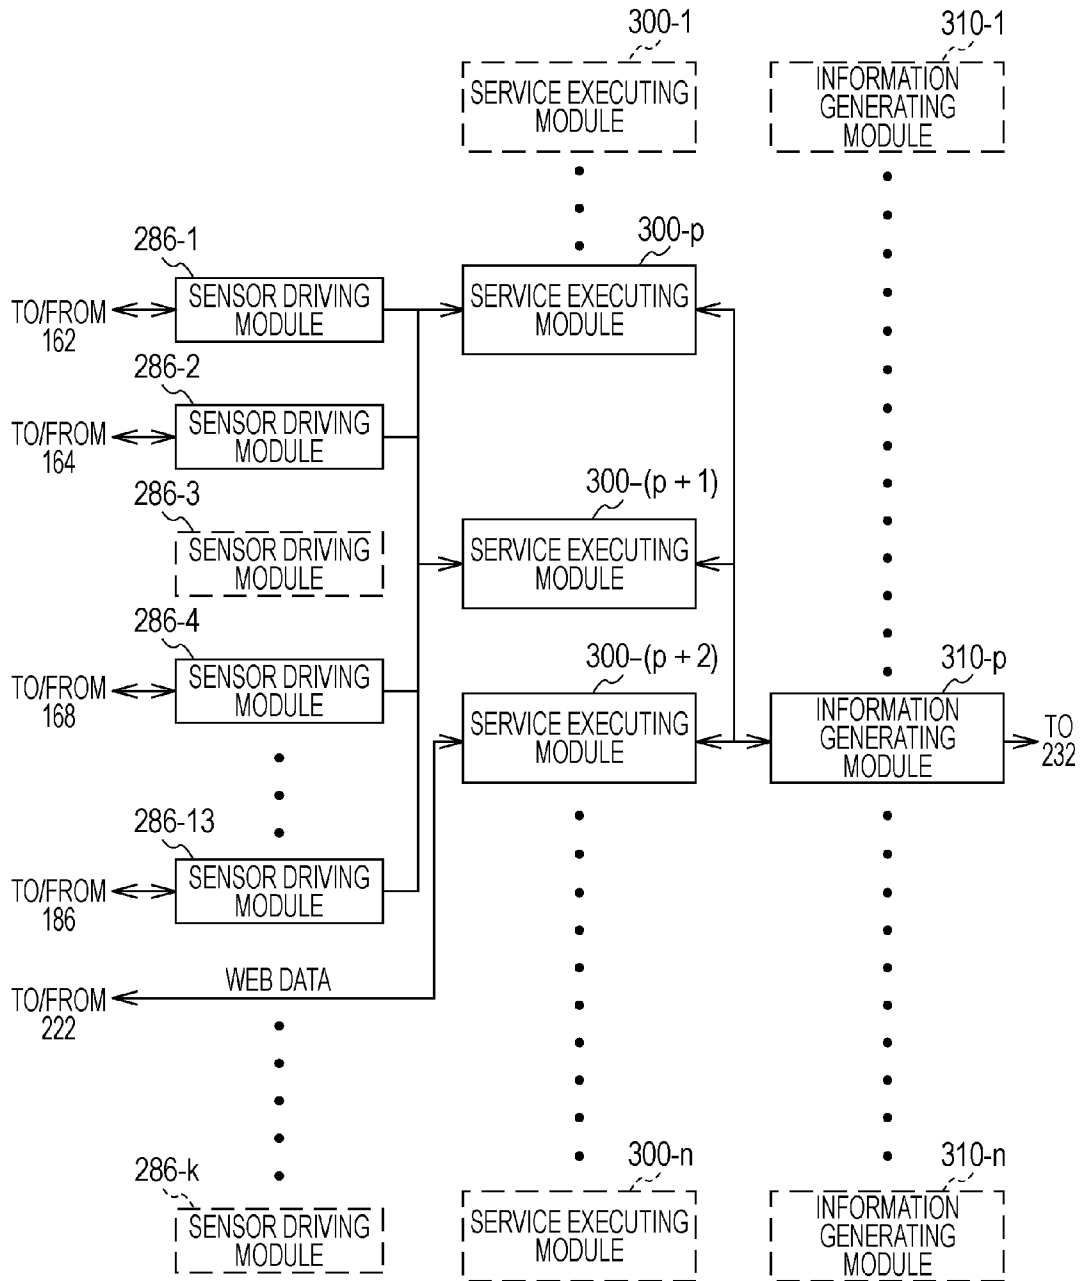 300-1
310-1
SERVICE EXECUTING
MODULE
INFORMATION
GENERATING
MODULE
286-1
300-p
TO/FROM
162
SENSOR DRIVING
MODULE
SERVICE EXECUTING
MODULE
286-2
TO/FROM
164
SENSOR DRIVING
MODULE
286-3
300-(p + 1)
SENSOR DRIVING
MODULE
SERVICE EXECUTING
MODULE
286-4
300-(p + 2)
310-p
TO/FROM
168
SENSOR DRIVING
MODULE
SERVICE EXECUTING
MODULE
INFORMATION
GENERATING
MODULE
TO
232
286-13
TO/FROM
186
SENSOR DRIVING
MODULE
WEB DATA
TO/FROM
222
286-k
300-n
310-n
SENSOR DRIVING
MODULE
SERVICE EXECUTING
MODULE
INFORMATION
GENERATING
MODULE